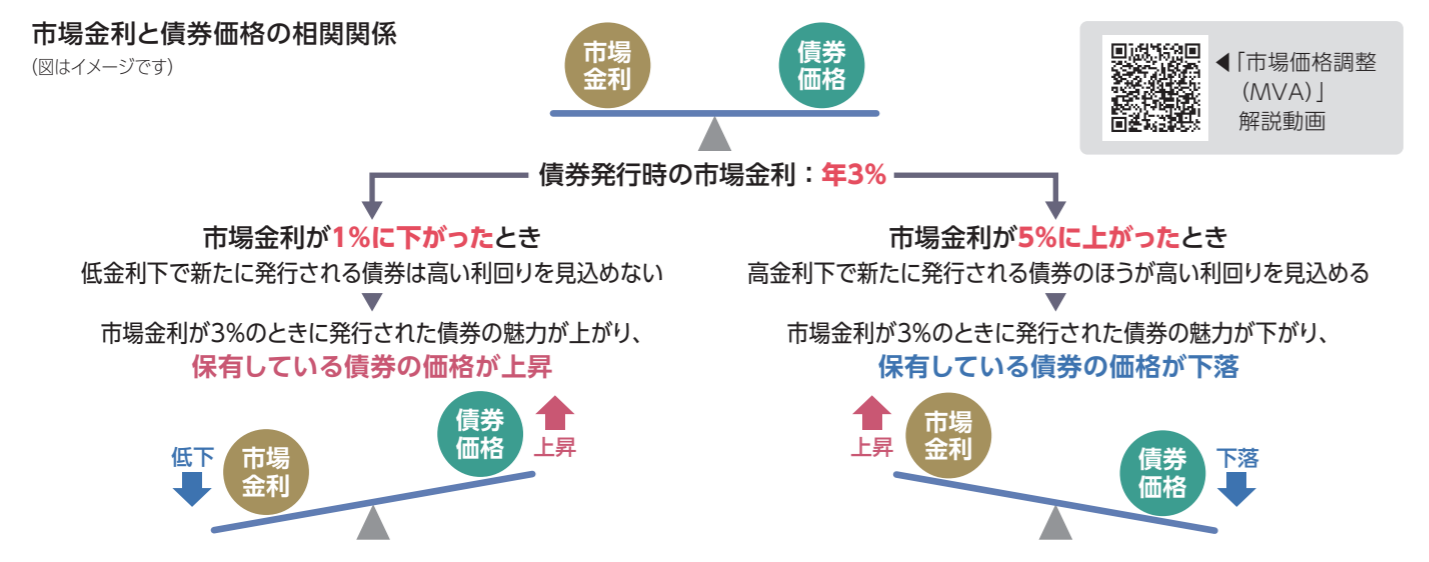 市場金利と債券価格の相関関係
(図はイメージです)
市場
金利
債券
価格
◀「市場価格調整
(MVA)」
解説動画
債券発行時の市場金利：年3%
市場金利が1%に下がったとき
低金利下で新たに発行される債券は高い利回りを見込めない
市場金利が3%のときに発行された債券の魅力が上がり、
保有している債券の価格が上昇
低下
市場
金利
債券
価格
上昇
市場金利が5%に上がったとき
高金利下で新たに発行される債券のほうが高い利回りを見込める
市場金利が3%のときに発行された債券の魅力が下がり、
保有している債券の価格が下落
上昇
市場
金利
債券
価格
下落